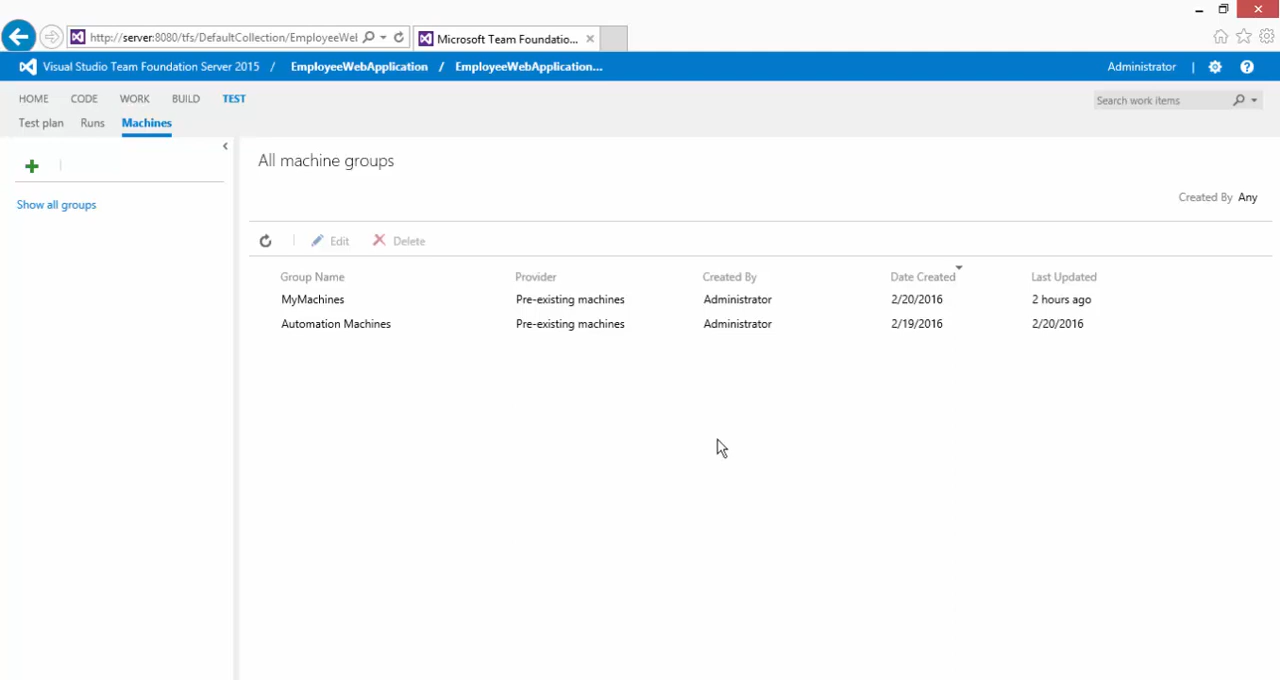 http://server:8080/tfs/DefaultCollection/EmployeeWel
Microsoft Team Foundatio...
Visual Studio Team Foundation Server 2015 / EmployeeWebApplication / EmployeeWebApplication... Administrator |
HOME CODE WORK BUILD TEST
Search work items
Test plan Runs Machines
All machine groups
Created By Any
Show all groups
Edit Delete
Group Name Provider Created By Date Created Last Updated
MyMachines Pre-existing machines Administrator 2/20/2016 2 hours ago
Automation Machines Pre-existing machines Administrator 2/19/2016 2/20/2016